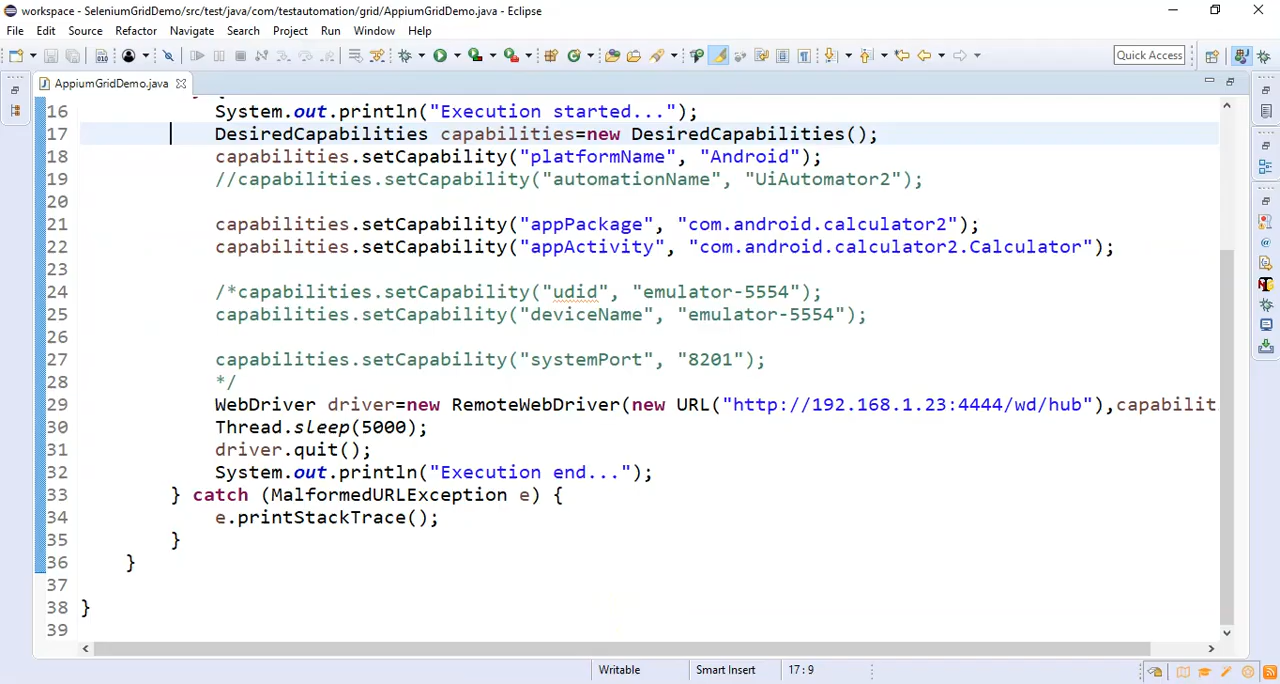 workspace - SeleniumGridDemo/src/test/java/com/testautomation/grid/AppiumGridDemo.java - Eclipse
File Edit Source Refactor Navigate Search Project Run Window Help
Quick Access
AppiumGridDemo.java
16 System.out.println("Execution started...");
17 DesiredCapabilities capabilities=new DesiredCapabilities();
18 capabilities.setCapability("platformName", "Android");
19 //capabilities.setCapability("automationName", "UiAutomator2");
20
21 capabilities.setCapability("appPackage", "com.android.calculator2");
22 capabilities.setCapability("appActivity", "com.android.calculator2.Calculator");
23
24 /*capabilities.setCapability("udid", "emulator-5554");
25 capabilities.setCapability("deviceName", "emulator-5554");
26
27 capabilities.setCapability("systemPort", "8201");
28 */
29 WebDriver driver=new RemoteWebDriver(new URL("http://192.168.1.23:4444/wd/hub"),capabilit
30 Thread.sleep(5000);
31 driver.quit();
32 System.out.println("Execution end...");
33 } catch (MalformedURLException e) {
34 e.printStackTrace();
35 }
36 }
37
38 }
39
Writable Smart Insert 17:9